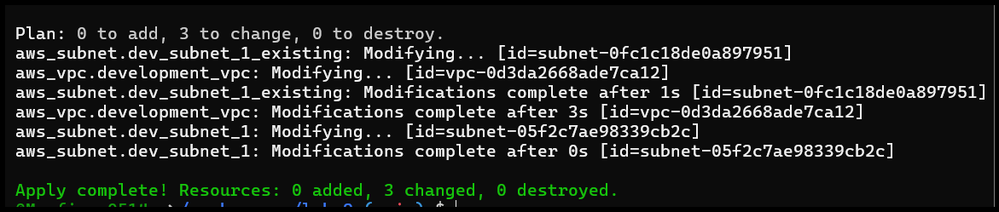 Plan: 0 to add, 3 to change, 0 to destroy.
aws_subnet.dev_subnet_1_existing: Modifying... [id=subnet-0fc1c18de0a897951]
aws_vpc.development_vpc: Modifying... [id=vpc-0d3da2668ade7ca12]
aws_subnet.dev_subnet_1_existing: Modifications complete after 1s [id=subnet-0fc1c18de0a897951]
aws_vpc.development_vpc: Modifications complete after 3s [id=vpc-0d3da2668ade7ca12]
aws_subnet.dev_subnet_1: Modifying... [id=subnet-05f2c7ae98339cb2c]
aws_subnet.dev_subnet_1: Modifications complete after 0s [id=subnet-05f2c7ae98339cb2c]
Apply complete! Resources: 0 added, 3 changed, 0 destroyed.